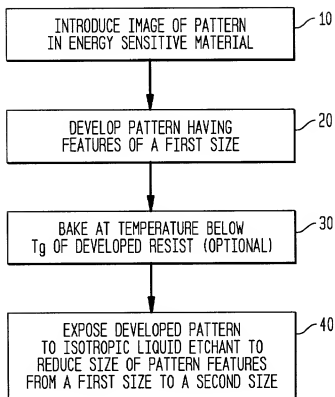 INTRODUCE IMAGE OF PATTERN
IN ENERGY SENSITIVE MATERIAL
10
DEVELOP PATTERN HAVING
FEATURES OF A FIRST SIZE
20
BAKE AT TEMPERATURE BELOW
Tg OF DEVELOPED RESIST (OPTIONAL)
30
EXPOSE DEVELOPED PATTERN
TO ISOTROPIC LIQUID ETCHANT TO
REDUCE SIZE OF PATTERN FEATURES
FROM A FIRST SIZE TO A SECOND SIZE
40